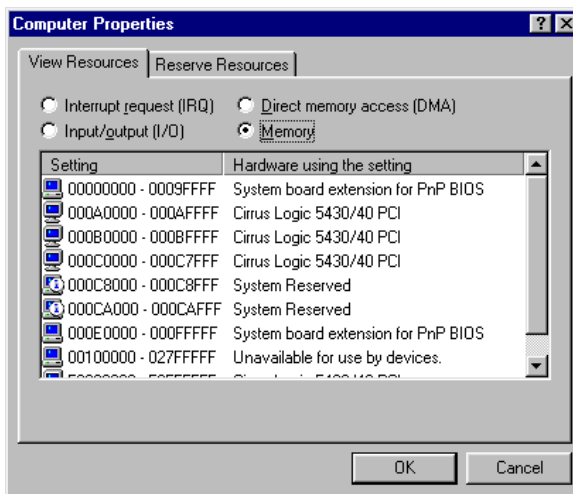 Computer Properties
View Resources
Reserve Resources
Interrupt request (IRQ)
Direct memory access (DMA)
Input/output (I/O)
Memory
Setting
Hardware using the setting
00000000 - 0009FFFF System board extension for PnP BIOS
000A0000 - 000AFFFF Cirrus Logic 5430/40 PCI
000B0000 - 000BFFFF Cirrus Logic 5430/40 PCI
000C0000 - 000C7FFF Cirrus Logic 5430/40 PCI
000C8000 - 000C8FFF System Reserved
000CA000 - 000CAFFF System Reserved
000E0000 - 000FFFFF System board extension for PnP BIOS
00100000 - 027FFFFF Unavailable for use by devices.
OK
Cancel